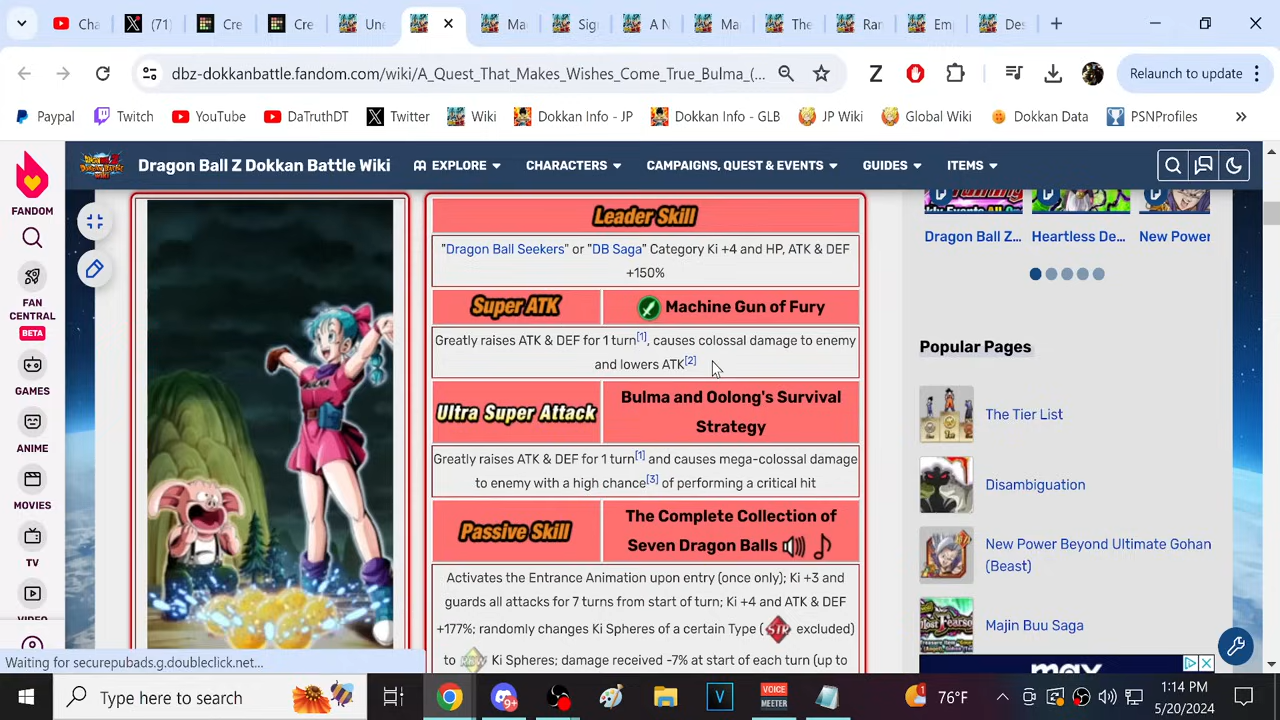 Cha
(71)
Cre
Cre
Une
Ma
Sig
A N
Ma
The
Rar
Em
Des
dbz-dokkanbattle.fandom.com/wiki/A_Quest_That_Makes_Wishes_Come_True_Bulma_(...
Z
Relaunch to update
Paypal
Twitch
YouTube
DaTruthDT
Twitter
Wiki
Dokkan Info - JP
Dokkan Info - GLB
JP Wiki
Global Wiki
Dokkan Data
PSNProfiles
Dragon Ball Z Dokkan Battle Wiki
EXPLORE
CHARACTERS
CAMPAIGNS, QUEST & EVENTS
GUIDES
ITEMS
FANDOM
FAN
CENTRAL
BETA
GAMES
ANIME
MOVIES
TV
VIDEO
Leader Skill
"Dragon Ball Seekers" or "DB Saga" Category Ki +4 and HP, ATK & DEF
+150%
Super ATK
Machine Gun of Fury
Greatly raises ATK & DEF for 1 turn[1], causes colossal damage to enemy
and lowers ATK[2]
Ultra Super Attack
Bulma and Oolong's Survival
Strategy
Greatly raises ATK & DEF for 1 turn[1] and causes mega-colossal damage
to enemy with a high chance[3] of performing a critical hit
Passive Skill
The Complete Collection of
Seven Dragon Balls
Activates the Entrance Animation upon entry (once only); Ki +3 and
guards all attacks for 7 turns from start of turn; Ki +4 and ATK & DEF
+177%; randomly changes Ki Spheres of a certain Type (STR excluded)
to Ki Spheres; damage received -7% at start of each turn (up to
Dragon Ball Z...
Heartless De...
New Power
Popular Pages
The Tier List
Disambiguation
New Power Beyond Ultimate Gohan
(Beast)
Majin Buu Saga
max
Waiting for securepubads.g.doubleclick.net...
Type here to search
9+
V
VOICE
MEETER
76°F
1:14 PM
5/20/2024